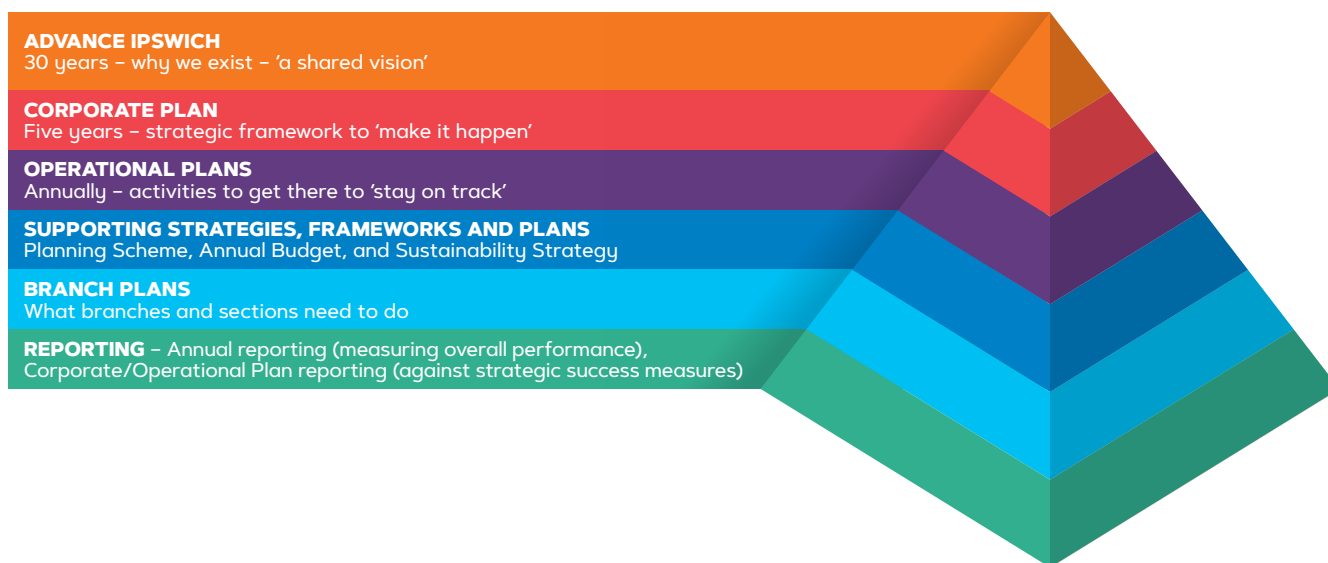 ADVANCE IPSWICH
30 years – why we exist – ‘a shared vision’
CORPORATE PLAN
Five years – strategic framework to ‘make it happen’
OPERATIONAL PLANS
Annually – activities to get there to ‘stay on track’
SUPPORTING STRATEGIES, FRAMEWORKS AND PLANS
Planning Scheme, Annual Budget, and Sustainability Strategy
BRANCH PLANS
What branches and sections need to do
REPORTING – Annual reporting (measuring overall performance),
Corporate/Operational Plan reporting (against strategic success measures)